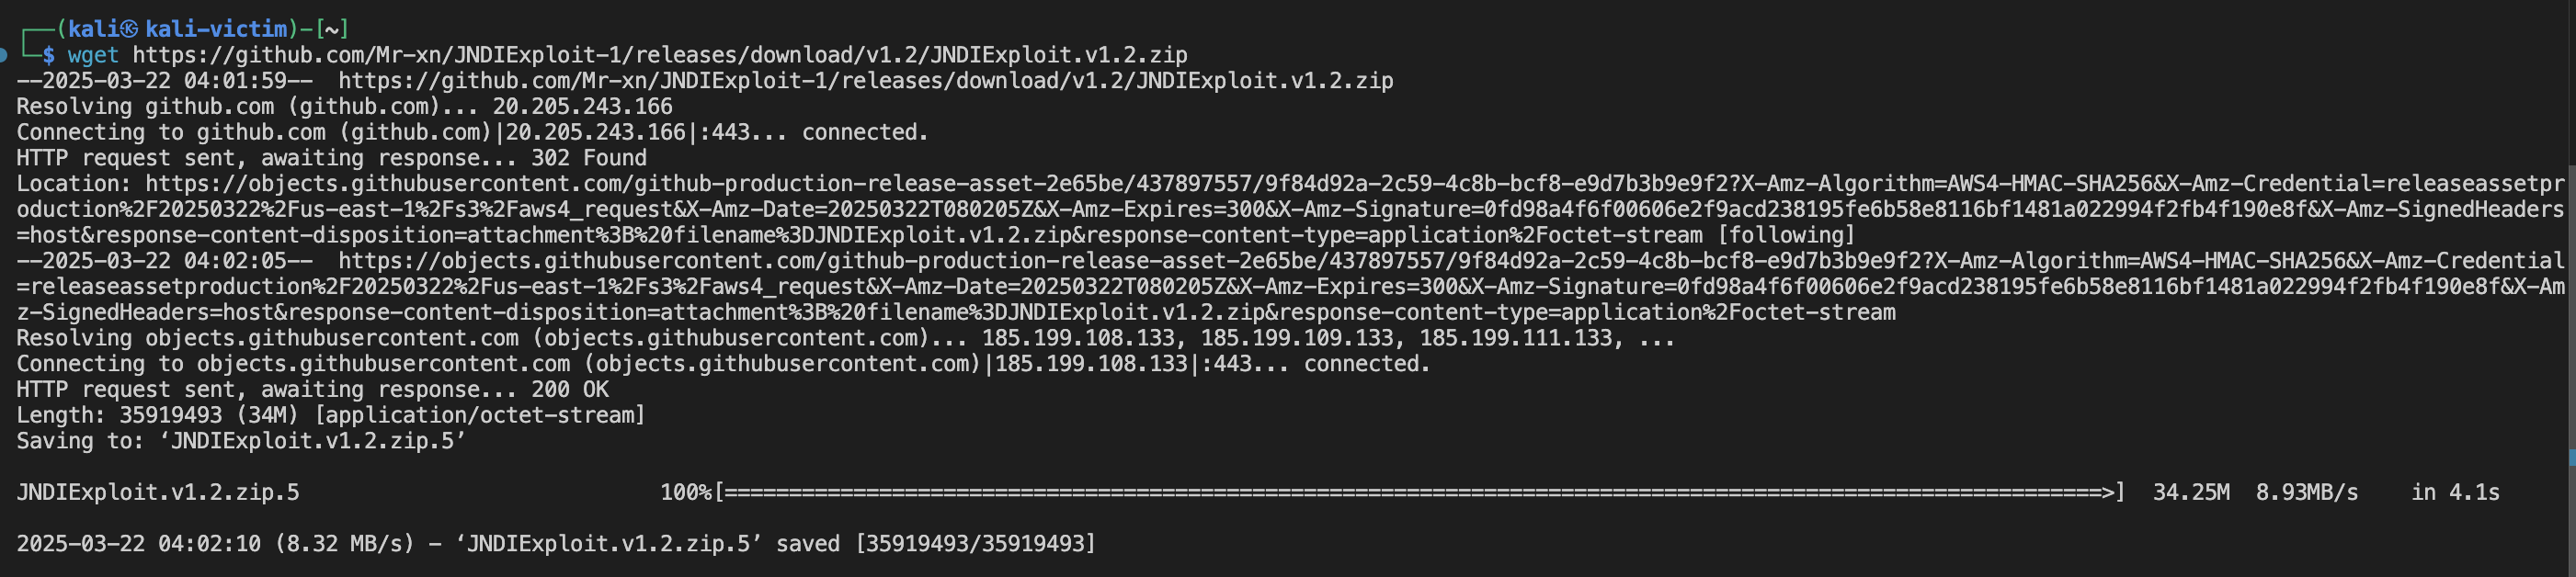 ┌──(kali㉿kali-victim)-[~]
└─$ wget https://github.com/Mr-xn/JNDIExploit-1/releases/download/v1.2/JNDIExploit.v1.2.zip
--2025-03-22 04:01:59--  https://github.com/Mr-xn/JNDIExploit-1/releases/download/v1.2/JNDIExploit.v1.2.zip
Resolving github.com (github.com)... 20.205.243.166
Connecting to github.com (github.com)|20.205.243.166|:443... connected.
HTTP request sent, awaiting response... 302 Found
Location: https://objects.githubusercontent.com/github-production-release-asset-2e65be/437897557/9f84d92a-2c59-4c8b-bcf8-e9d7b3b9e9f2?X-Amz-Algorithm=AWS4-HMAC-SHA256&X-Amz-Credential=releaseassetpr
oduction%2F20250322%2Fus-east-1%2Fs3%2Faws4_request&X-Amz-Date=20250322T080205Z&X-Amz-Expires=300&X-Amz-Signature=0fd98a4f6f00606e2f9acd238195fe6b58e8116bf1481a022994f2fb4f190e8f&X-Amz-SignedHeaders
=host&response-content-disposition=attachment%3B%20filename%3DJNDIExploit.v1.2.zip&response-content-type=application%2Foctet-stream [following]
--2025-03-22 04:02:05--  https://objects.githubusercontent.com/github-production-release-asset-2e65be/437897557/9f84d92a-2c59-4c8b-bcf8-e9d7b3b9e9f2?X-Amz-Algorithm=AWS4-HMAC-SHA256&X-Amz-Credential
=releaseassetproduction%2F20250322%2Fus-east-1%2Fs3%2Faws4_request&X-Amz-Date=20250322T080205Z&X-Amz-Expires=300&X-Amz-Signature=0fd98a4f6f00606e2f9acd238195fe6b58e8116bf1481a022994f2fb4f190e8f&X-Am
z-SignedHeaders=host&response-content-disposition=attachment%3B%20filename%3DJNDIExploit.v1.2.zip&response-content-type=application%2Foctet-stream
Resolving objects.githubusercontent.com (objects.githubusercontent.com)... 185.199.108.133, 185.199.109.133, 185.199.111.133, ...
Connecting to objects.githubusercontent.com (objects.githubusercontent.com)|185.199.108.133|:443... connected.
HTTP request sent, awaiting response... 200 OK
Length: 35919493 (34M) [application/octet-stream]
Saving to: ‘JNDIExploit.v1.2.zip.5’
JNDIExploit.v1.2.zip.5 100%[==========================================================================================================>] 34.25M 8.93MB/s in 4.1s
2025-03-22 04:02:10 (8.32 MB/s) - ‘JNDIExploit.v1.2.zip.5’ saved [35919493/35919493]